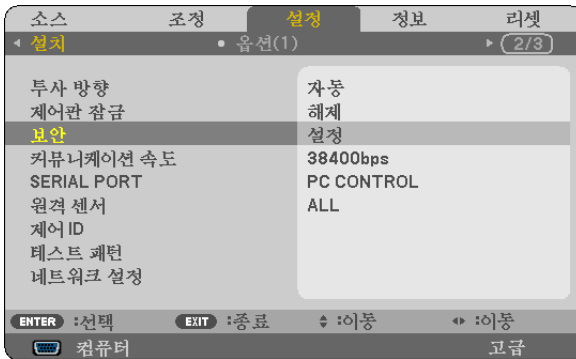 소스 조정 설정 정보 리셋
설치 • 옵션(1) 2/3
투사 방향 자동
제어판 잠금 해제
보안 설정
커뮤니케이션 속도 38400bps
SERIAL PORT PC CONTROL
원격 센서 ALL
제어 ID
테스트 패턴
네트워크 설정
ENTER :선택 EXIT :종료 :이동 :이동
컴퓨터 고급